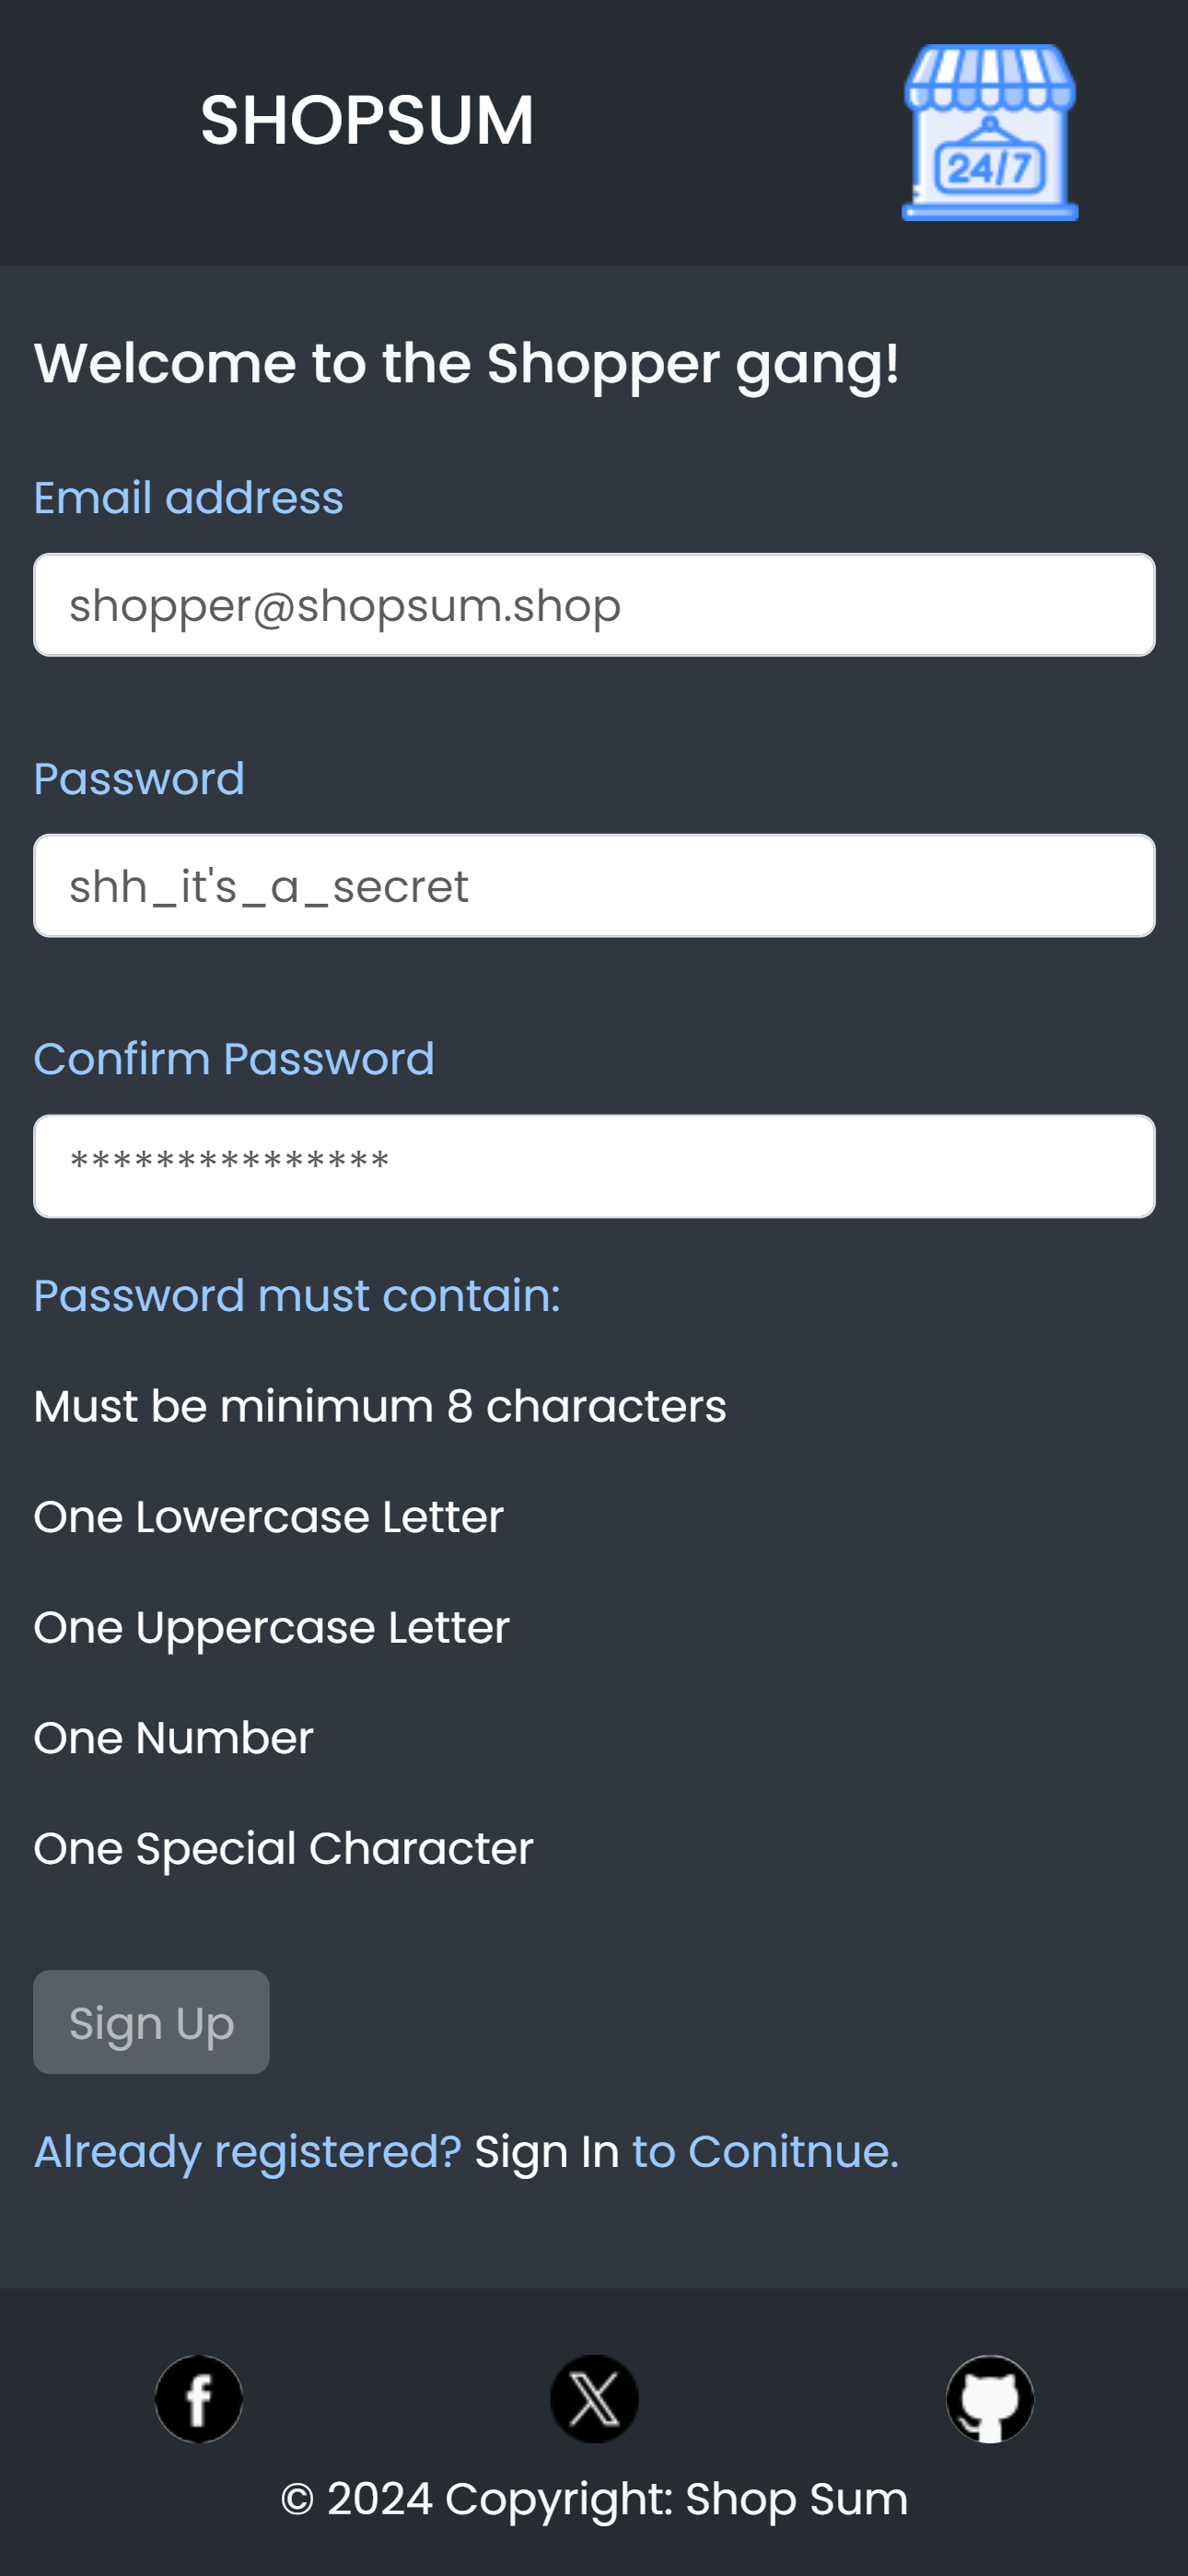 SHOPSUM
24/7
Welcome to the Shopper gang!
Email address
shopper@shopsum.shop
Password
shh_it's_a_secret
Confirm Password
***************
Password must contain:
Must be minimum 8 characters
One Lowercase Letter
One Uppercase Letter
One Number
One Special Character
Sign Up
Already registered? Sign In to Conitnue.
© 2024 Copyright: Shop Sum